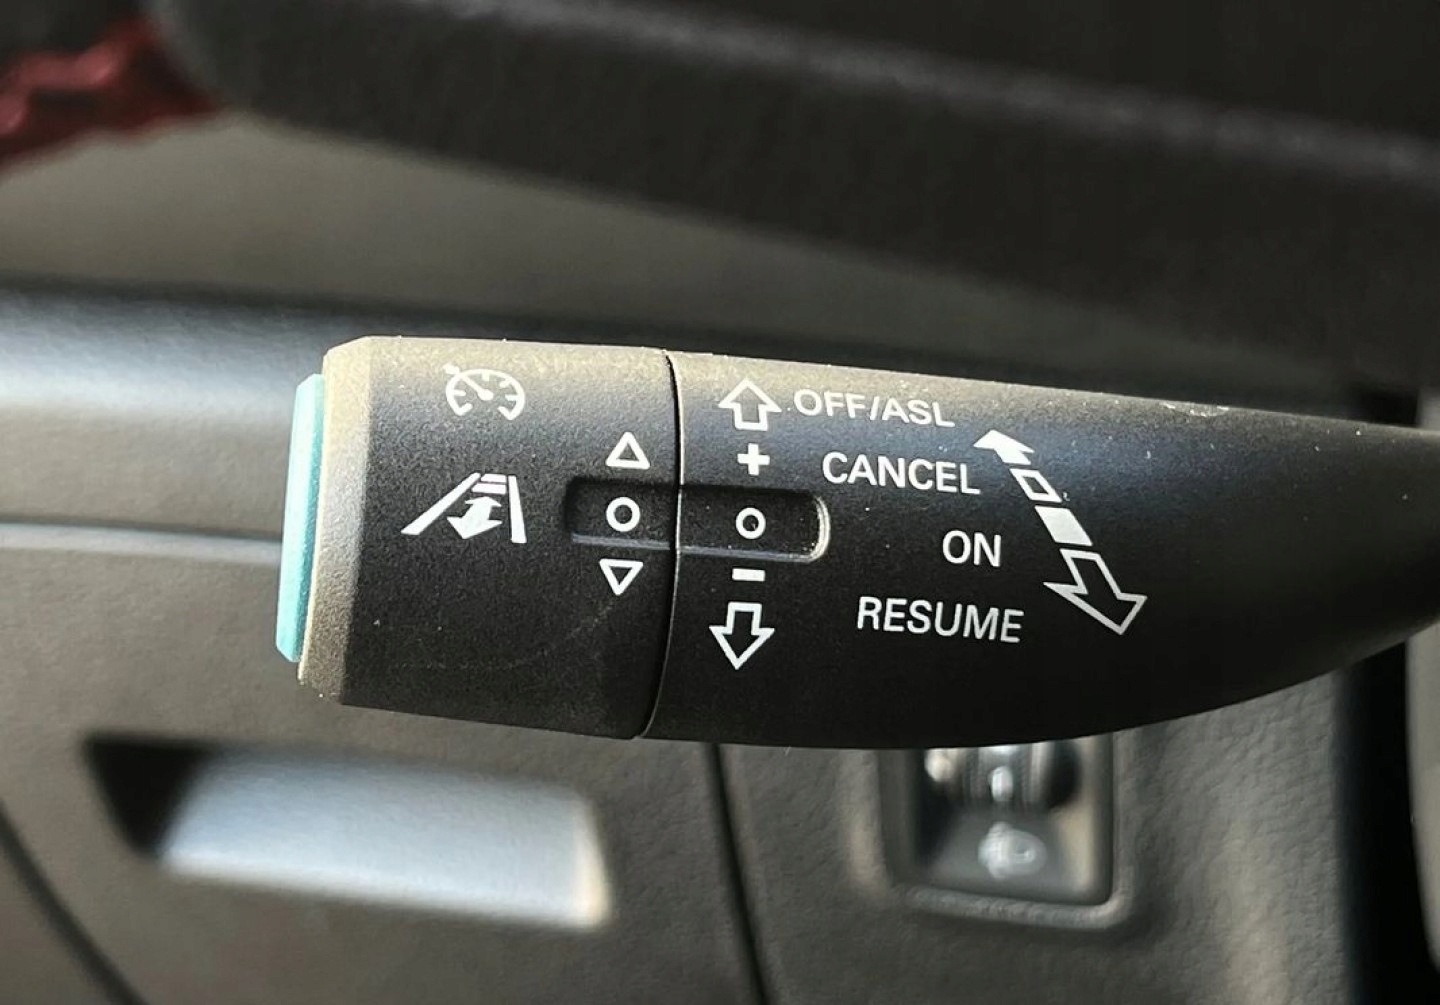 OFF/ASL
+
CANCEL
ON
-
RESUME